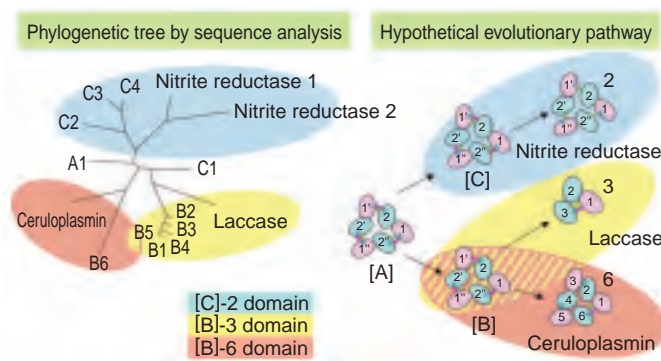 Phylogenetic tree by sequence analysis
C4
C3
Nitrite reductase 1
C2
Nitrite reductase 2
A1
C1
Ceruloplasmin
B2
Laccase
B5
B3
B1
B4
B6
[C]-2 domain
[B]-3 domain
[B]-6 domain
Hypothetical evolutionary pathway
2
1'
2
2'
1
1"
2"
1'
2
2'
1
1"
2"
Nitrite reductase
[C]
3
2
1
3
Laccase
1'
2
2'
1
1"
2"
[A]
1'
2
2'
1
1"
2"
[B]
6
3
2
4
1
5
6
Ceruloplasmin